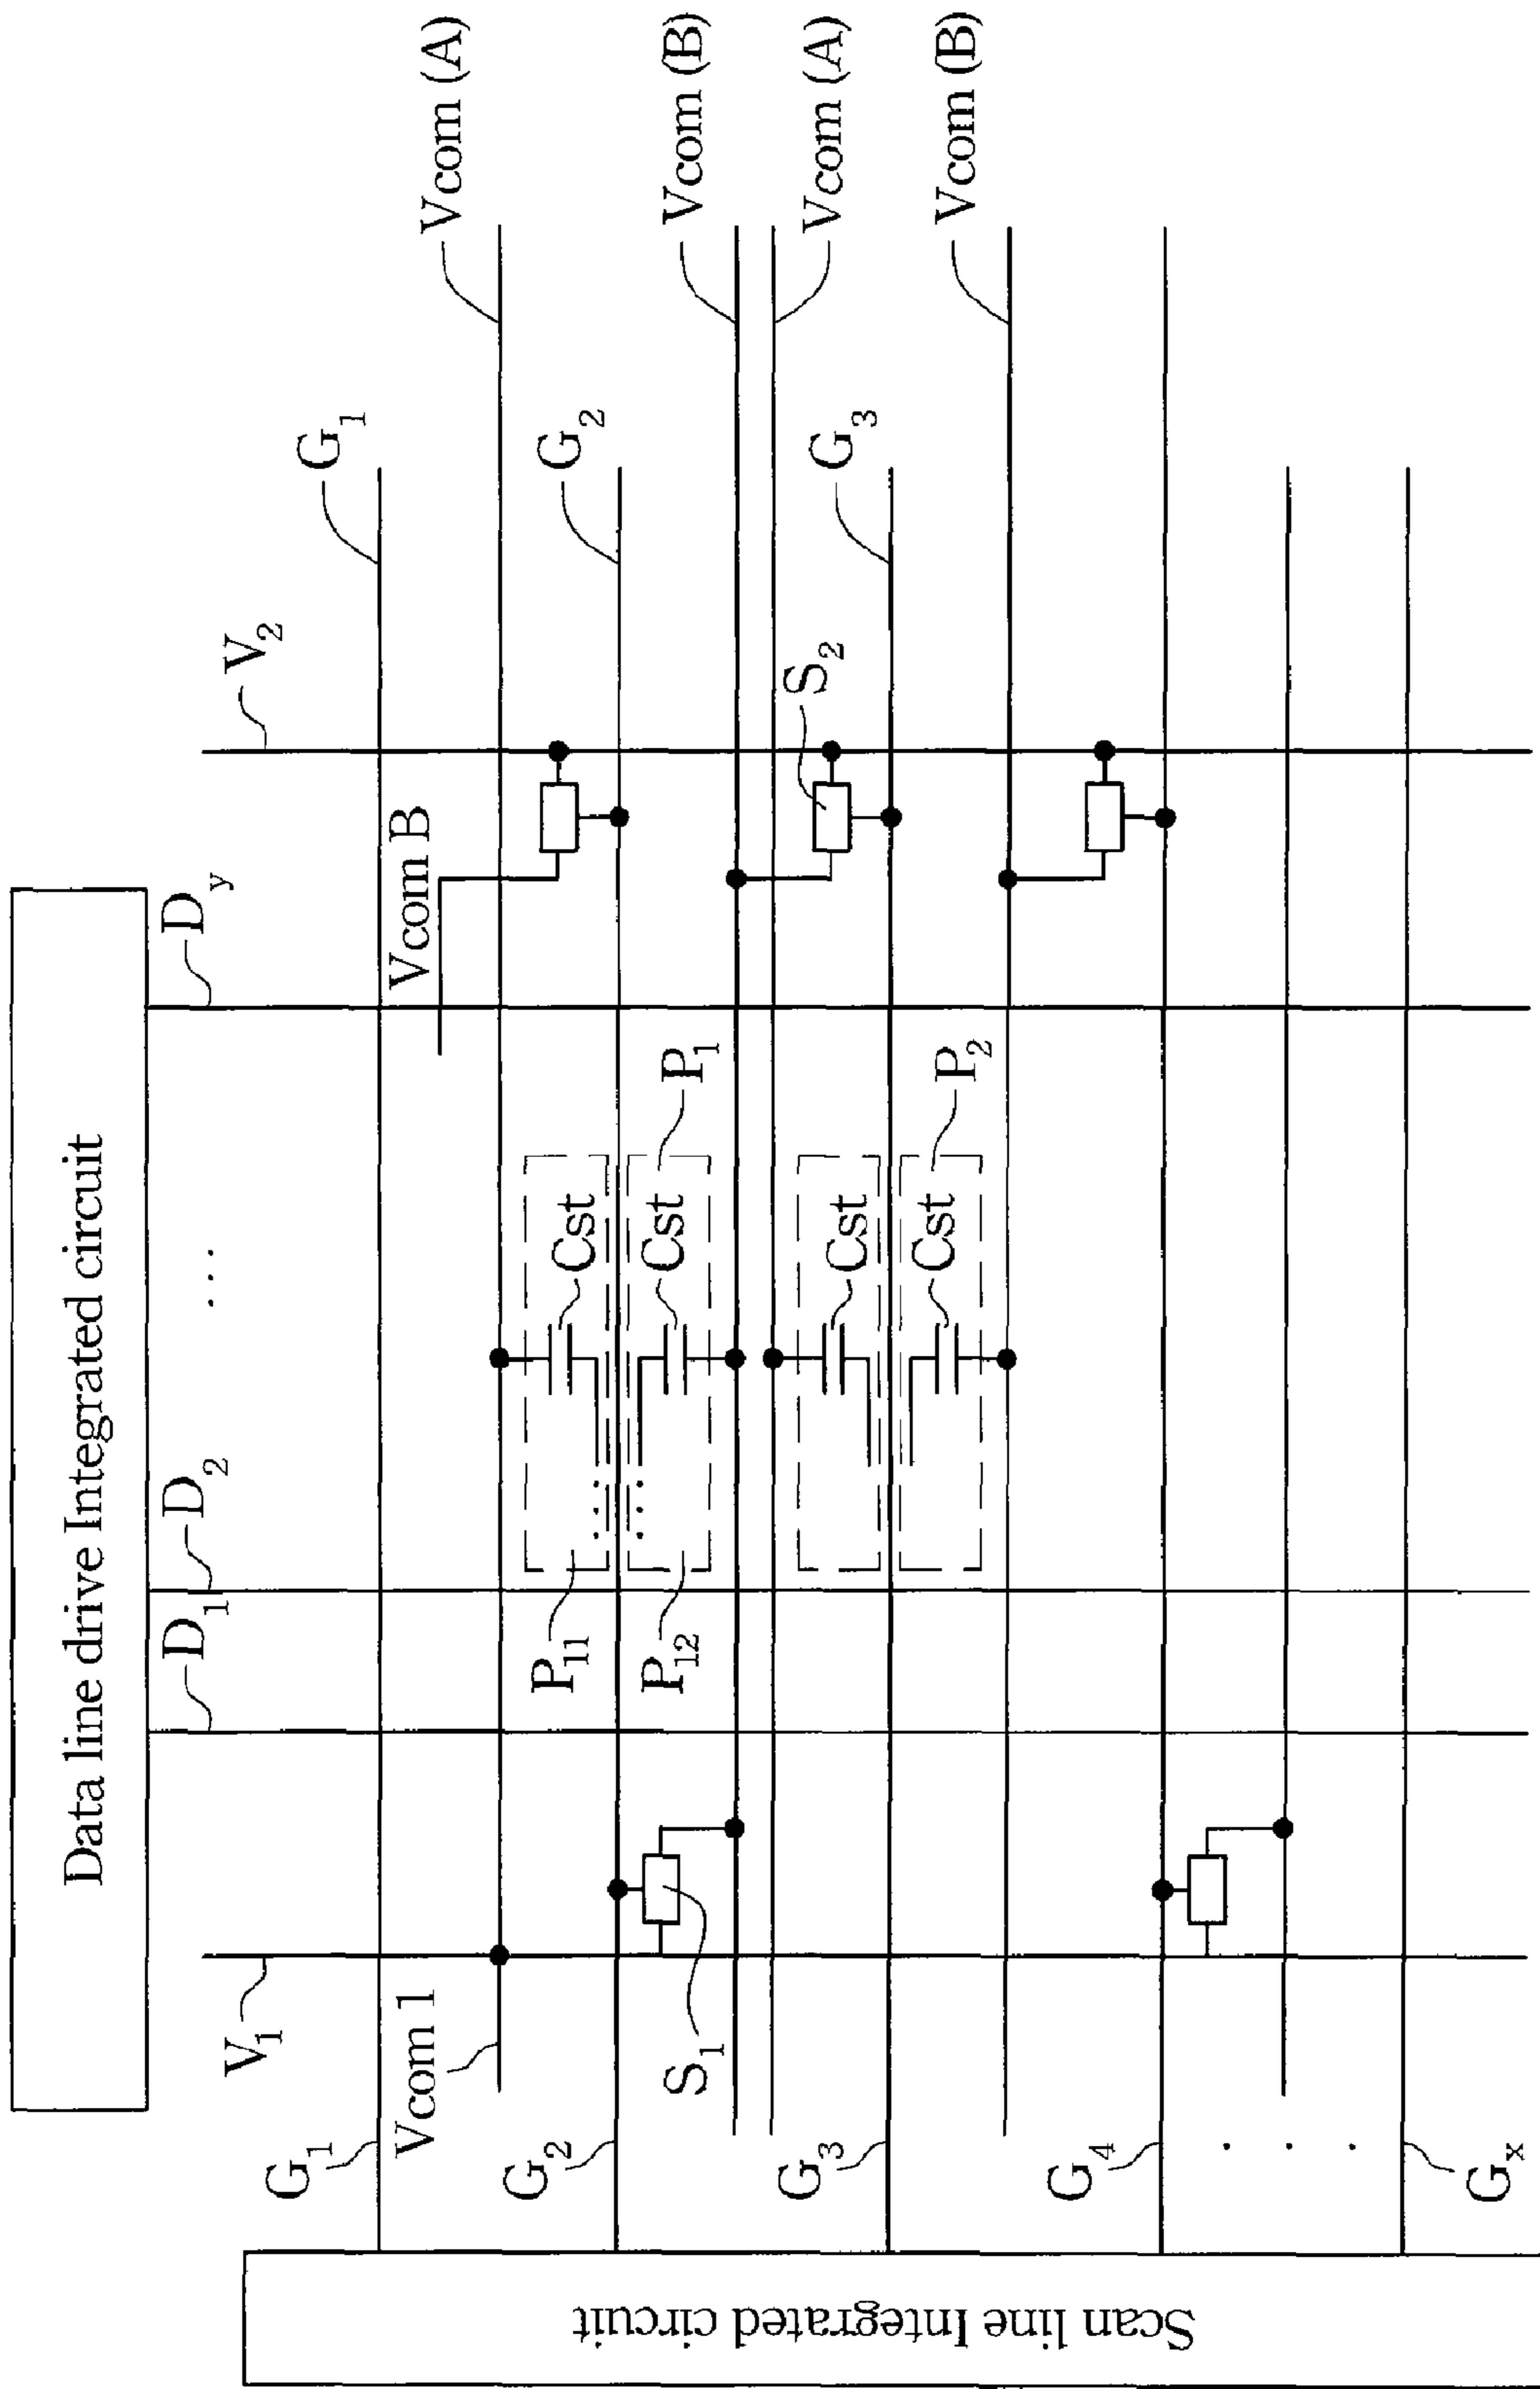 Data line drive Integrated circuit
Scan line Integrated circuit
V₁
D₁
D₂
...
D_y
V₂
G₁
G₁
Vcom 1
Vcom B
Vcom (A)
G₂
G₂
P₁₁
Cst
S₁
P₁₂
Cst
P₁
Vcom (B)
Vcom (A)
S₂
G₃
G₃
Cst
Cst
P₂
Vcom (B)
G₄
...
Gₓ